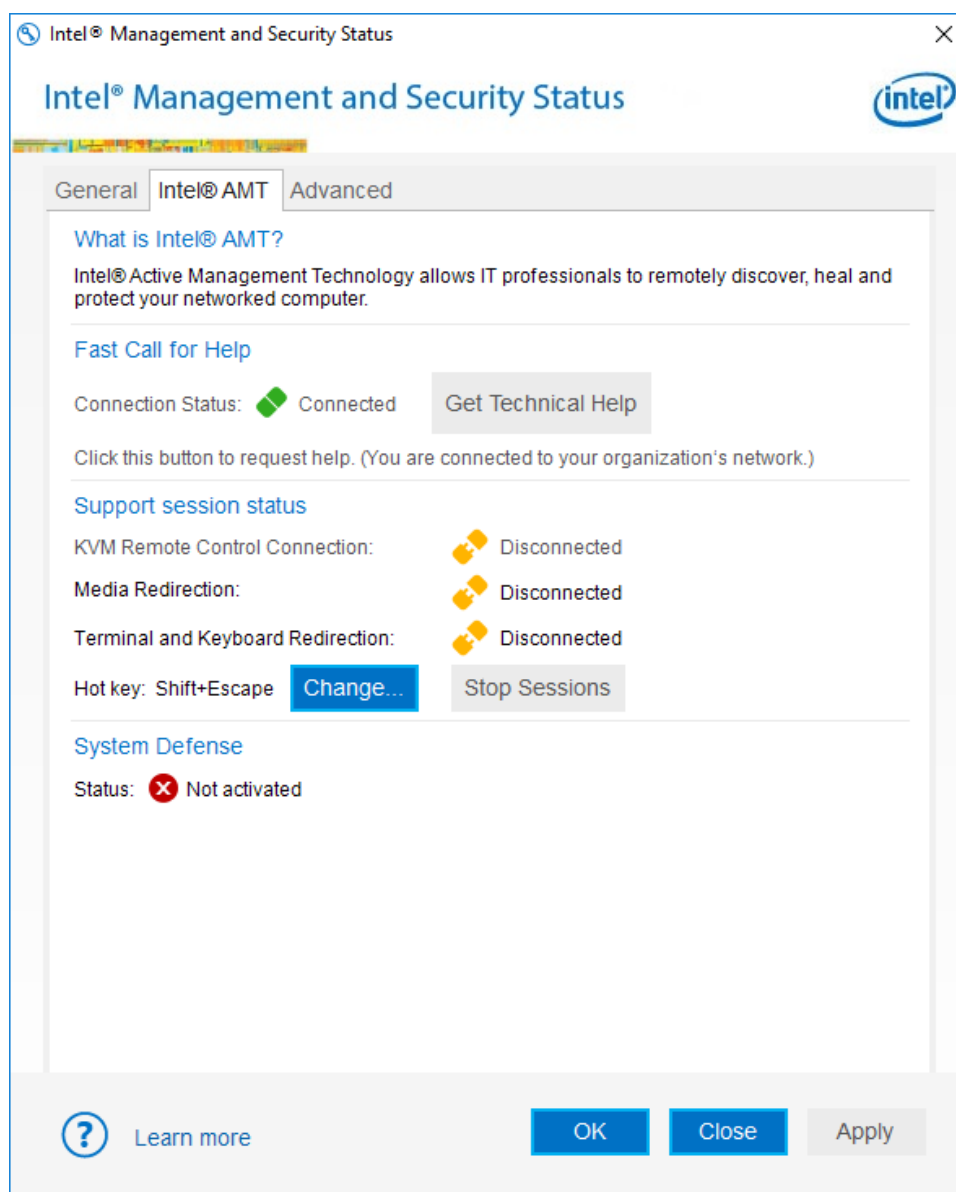 Intel® Management and Security Status
Intel® Management and Security Status
intel®
General Intel® AMT Advanced
What is Intel® AMT?
Intel® Active Management Technology allows IT professionals to remotely discover, heal and
protect your networked computer.
Fast Call for Help
Connection Status: Connected Get Technical Help
Click this button to request help. (You are connected to your organization's network.)
Support session status
KVM Remote Control Connection: Disconnected
Media Redirection: Disconnected
Terminal and Keyboard Redirection: Disconnected
Hot key: Shift+Escape Change... Stop Sessions
System Defense
Status: Not activated
? Learn more OK Close Apply